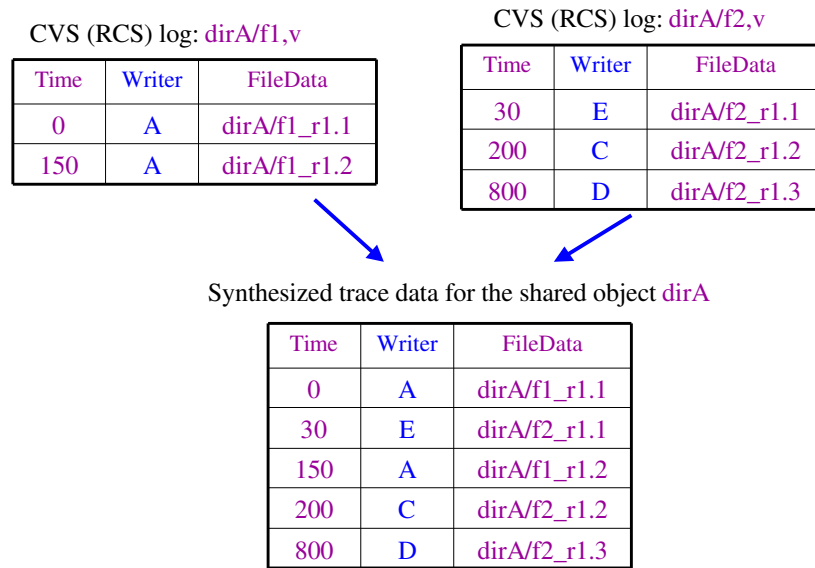 CVS (RCS) log: dirA/f1,v
Time Writer FileData
0 A dirA/f1_r1.1
150 A dirA/f1_r1.2
CVS (RCS) log: dirA/f2,v
Time Writer FileData
30 E dirA/f2_r1.1
200 C dirA/f2_r1.2
800 D dirA/f2_r1.3
Synthesized trace data for the shared object dirA
Time Writer FileData
0 A dirA/f1_r1.1
30 E dirA/f2_r1.1
150 A dirA/f1_r1.2
200 C dirA/f2_r1.2
800 D dirA/f2_r1.3